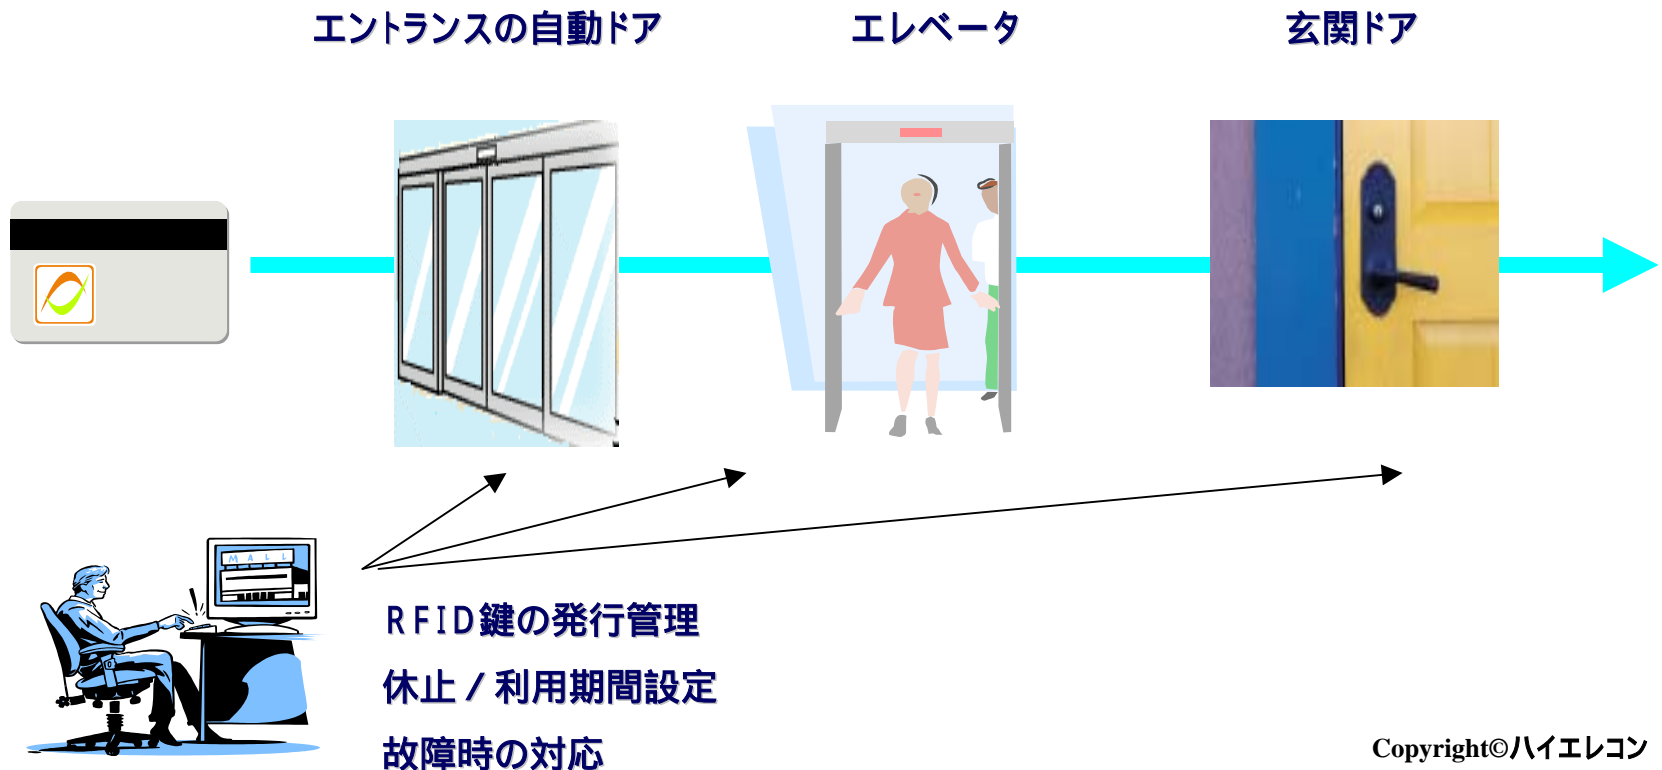 エントランスの自動ドア
エレベータ
玄関ドア
MALL
RFID鍵の発行管理
休止／利用期間設定
故障時の対応
Copyright©ハイエレコン